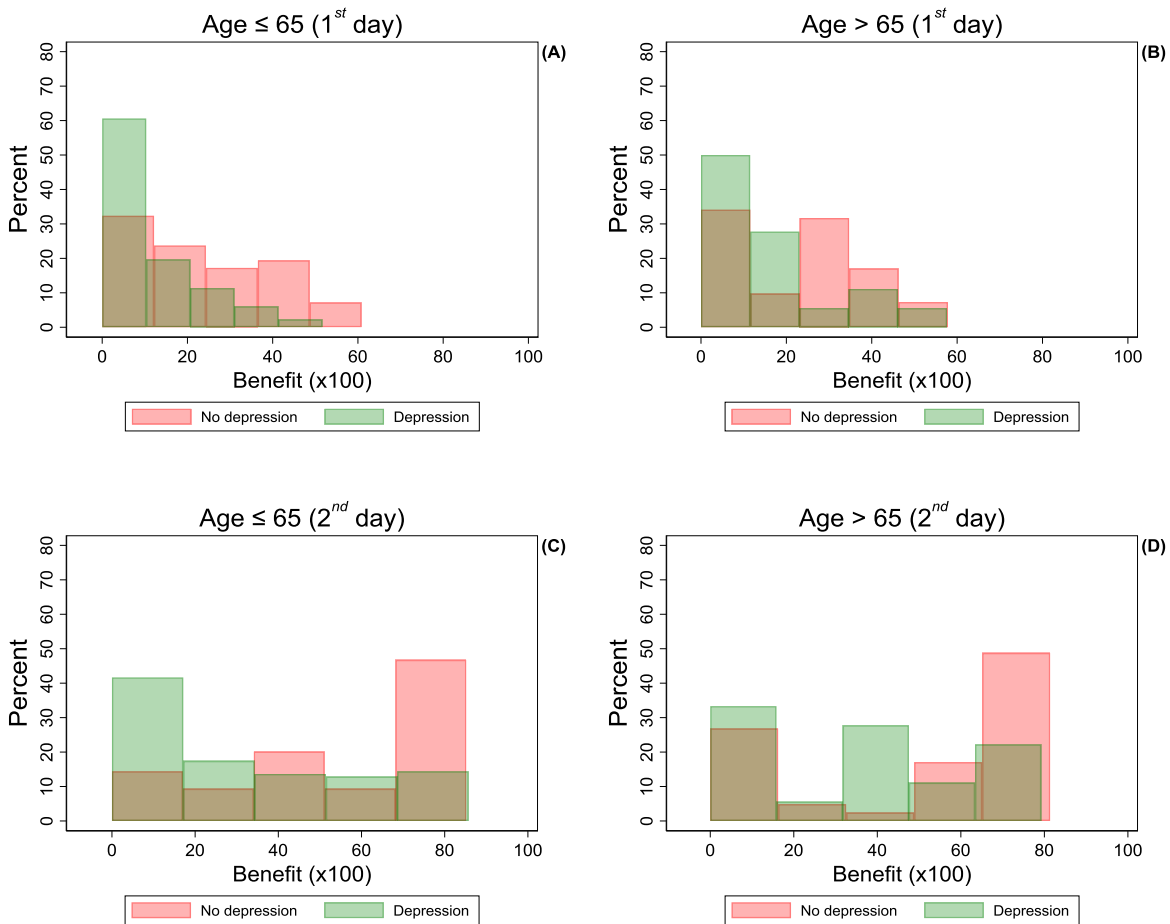 Age ≤ 65 (1st day)
(A)
Percent
80
70
60
50
40
30
20
10
0
0 20 40 60 80 100
Benefit (x100)
No depression Depression
Age > 65 (1st day)
(B)
Percent
80
70
60
50
40
30
20
10
0
0 20 40 60 80 100
Benefit (x100)
No depression Depression
Age ≤ 65 (2nd day)
(C)
Percent
80
70
60
50
40
30
20
10
0
0 20 40 60 80 100
Benefit (x100)
No depression Depression
Age > 65 (2nd day)
(D)
Percent
80
70
60
50
40
30
20
10
0
0 20 40 60 80 100
Benefit (x100)
No depression Depression